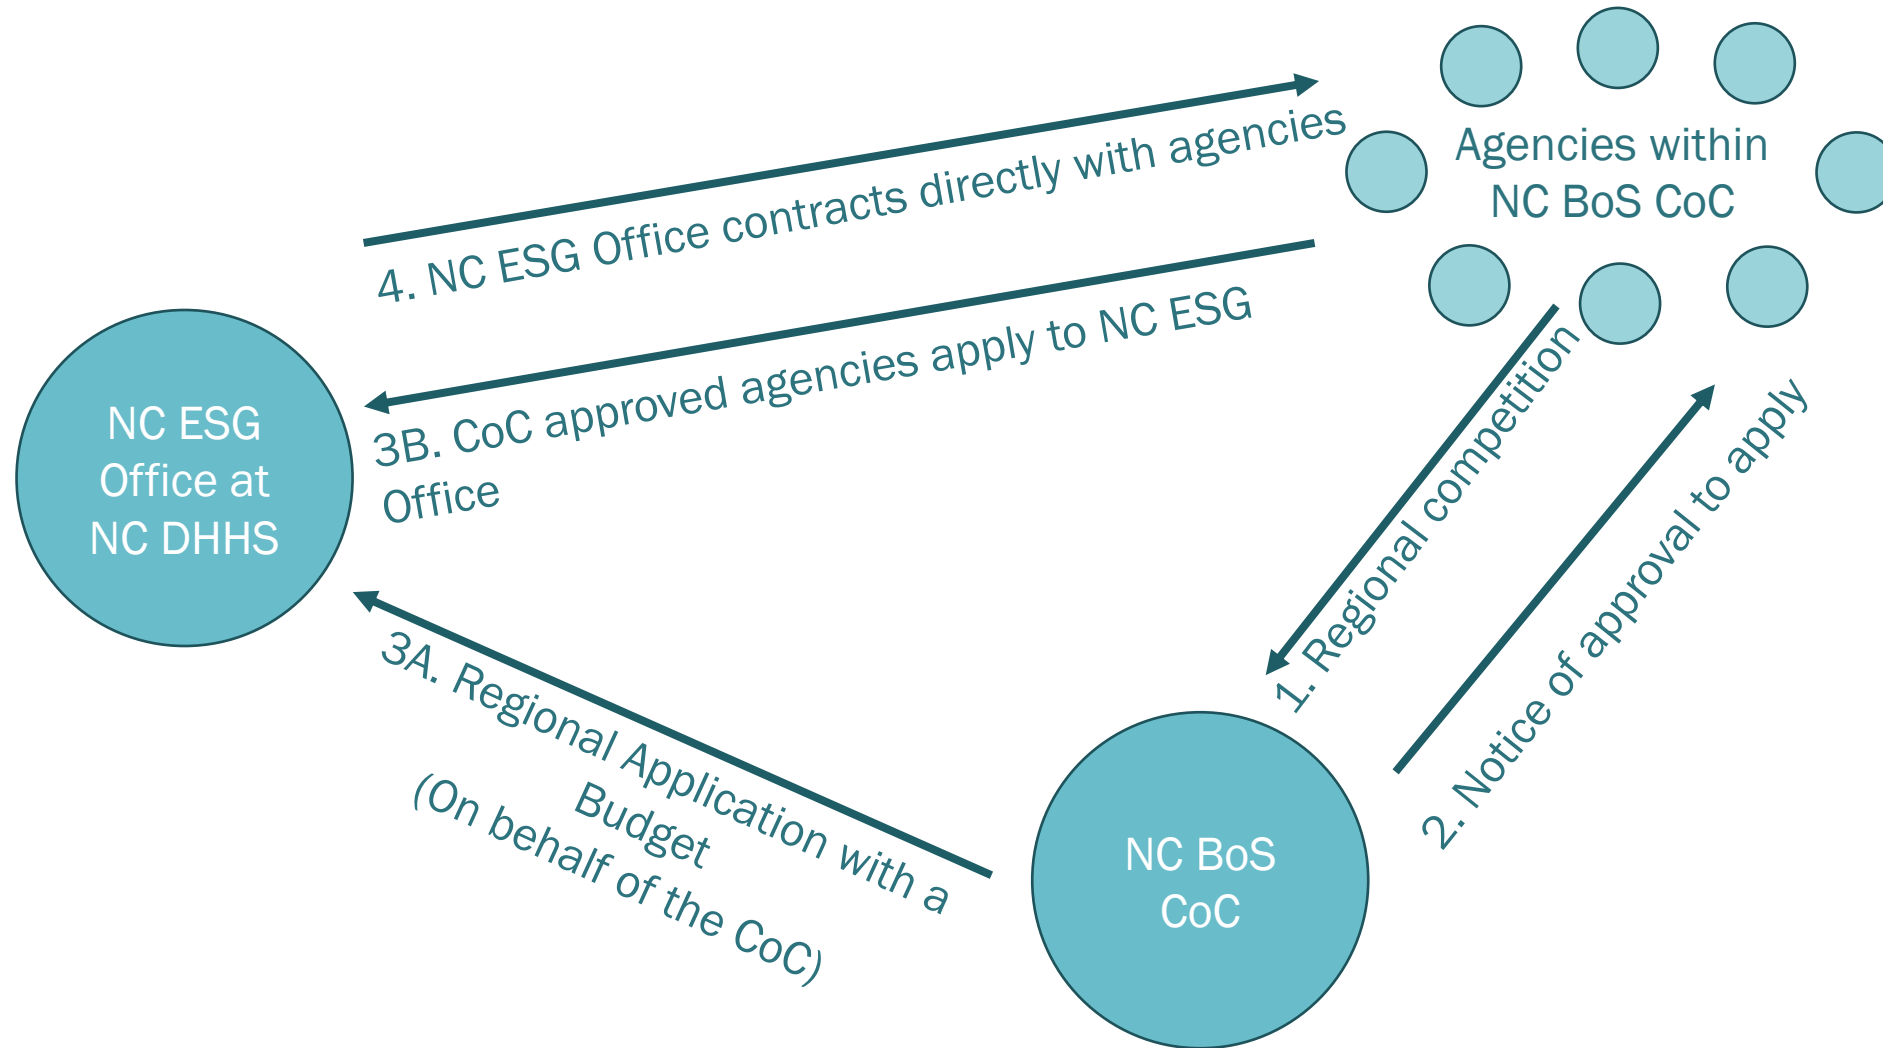 Agencies within
NC BoS CoC
4. NC ESG Office contracts directly with agencies
3B. CoC approved agencies apply to NC ESG
Office
NC ESG
Office at
NC DHHS
1. Regional competition
2. Notice of approval to apply
3A. Regional Application with a
Budget
(On behalf of the CoC)
NC BoS
CoC